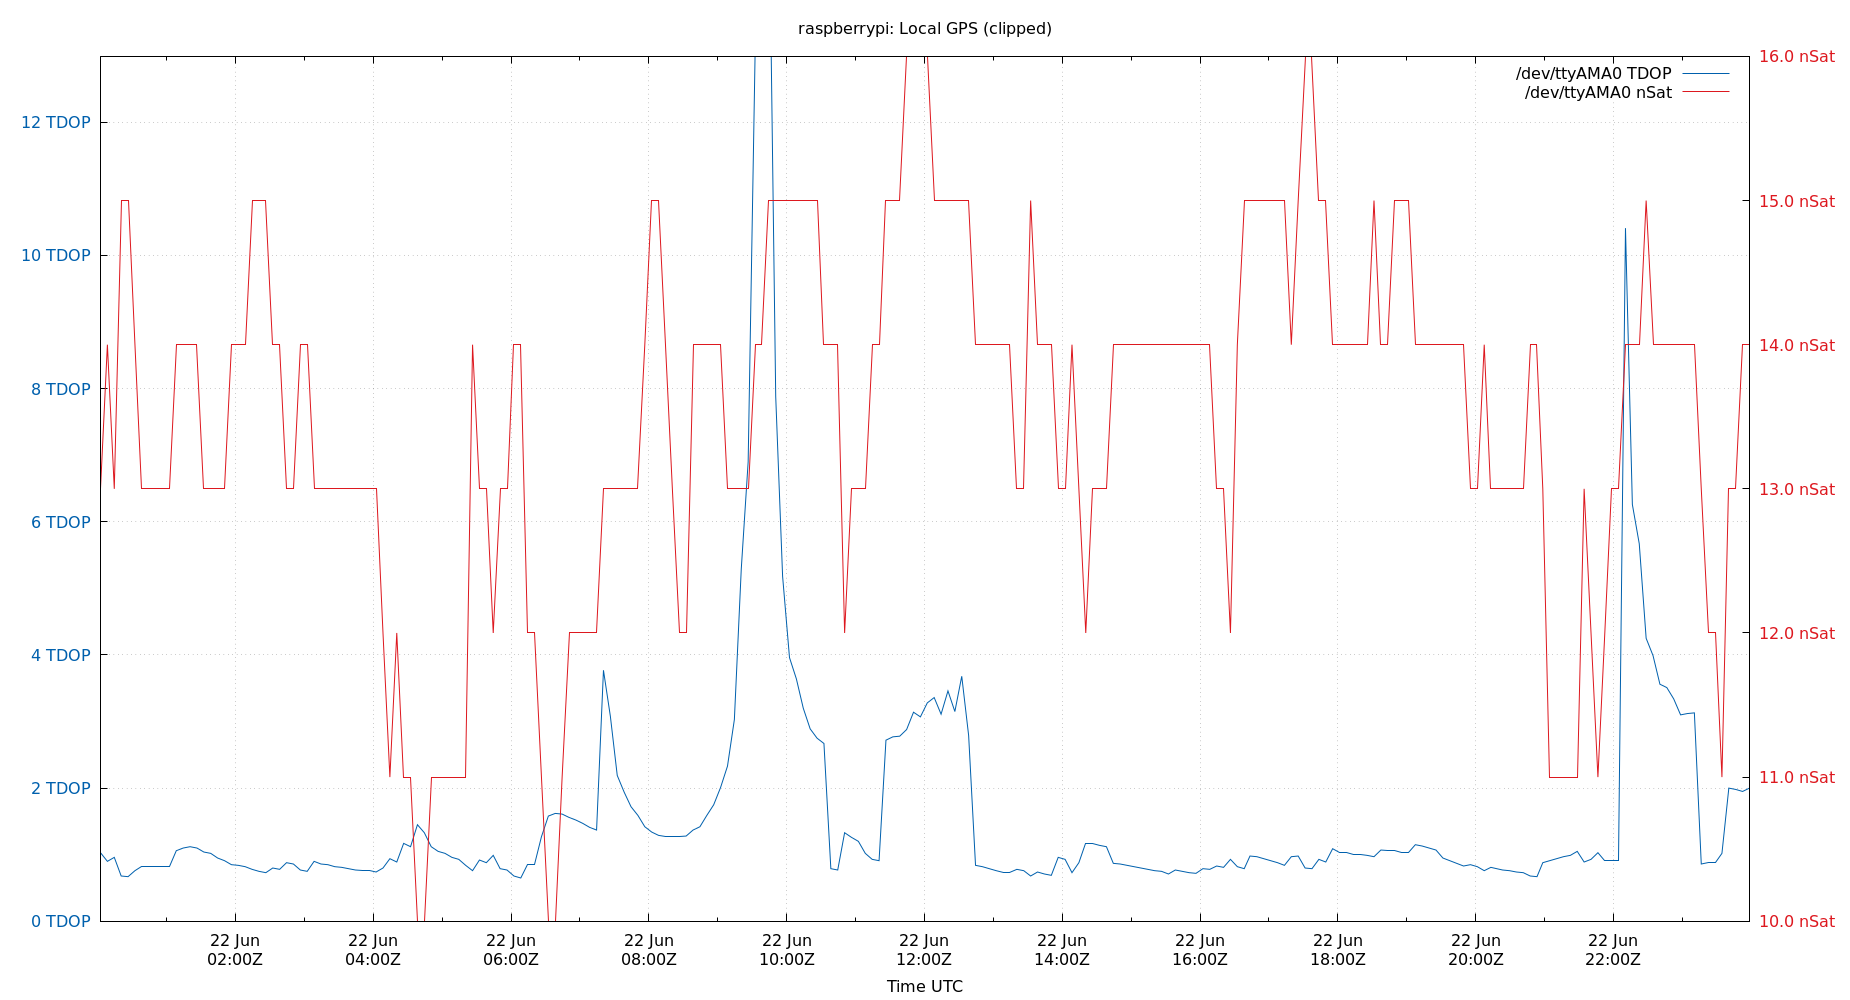 raspberrypi: Local GPS (clipped)
/dev/ttyAMA0 TDOP
/dev/ttyAMA0 nSat
12 TDOP
10 TDOP
8 TDOP
6 TDOP
4 TDOP
2 TDOP
0 TDOP
16.0 nSat
15.0 nSat
14.0 nSat
13.0 nSat
12.0 nSat
11.0 nSat
10.0 nSat
22 Jun
02:00Z
22 Jun
04:00Z
22 Jun
06:00Z
22 Jun
08:00Z
22 Jun
10:00Z
22 Jun
12:00Z
22 Jun
14:00Z
22 Jun
16:00Z
22 Jun
18:00Z
22 Jun
20:00Z
22 Jun
22:00Z
Time UTC